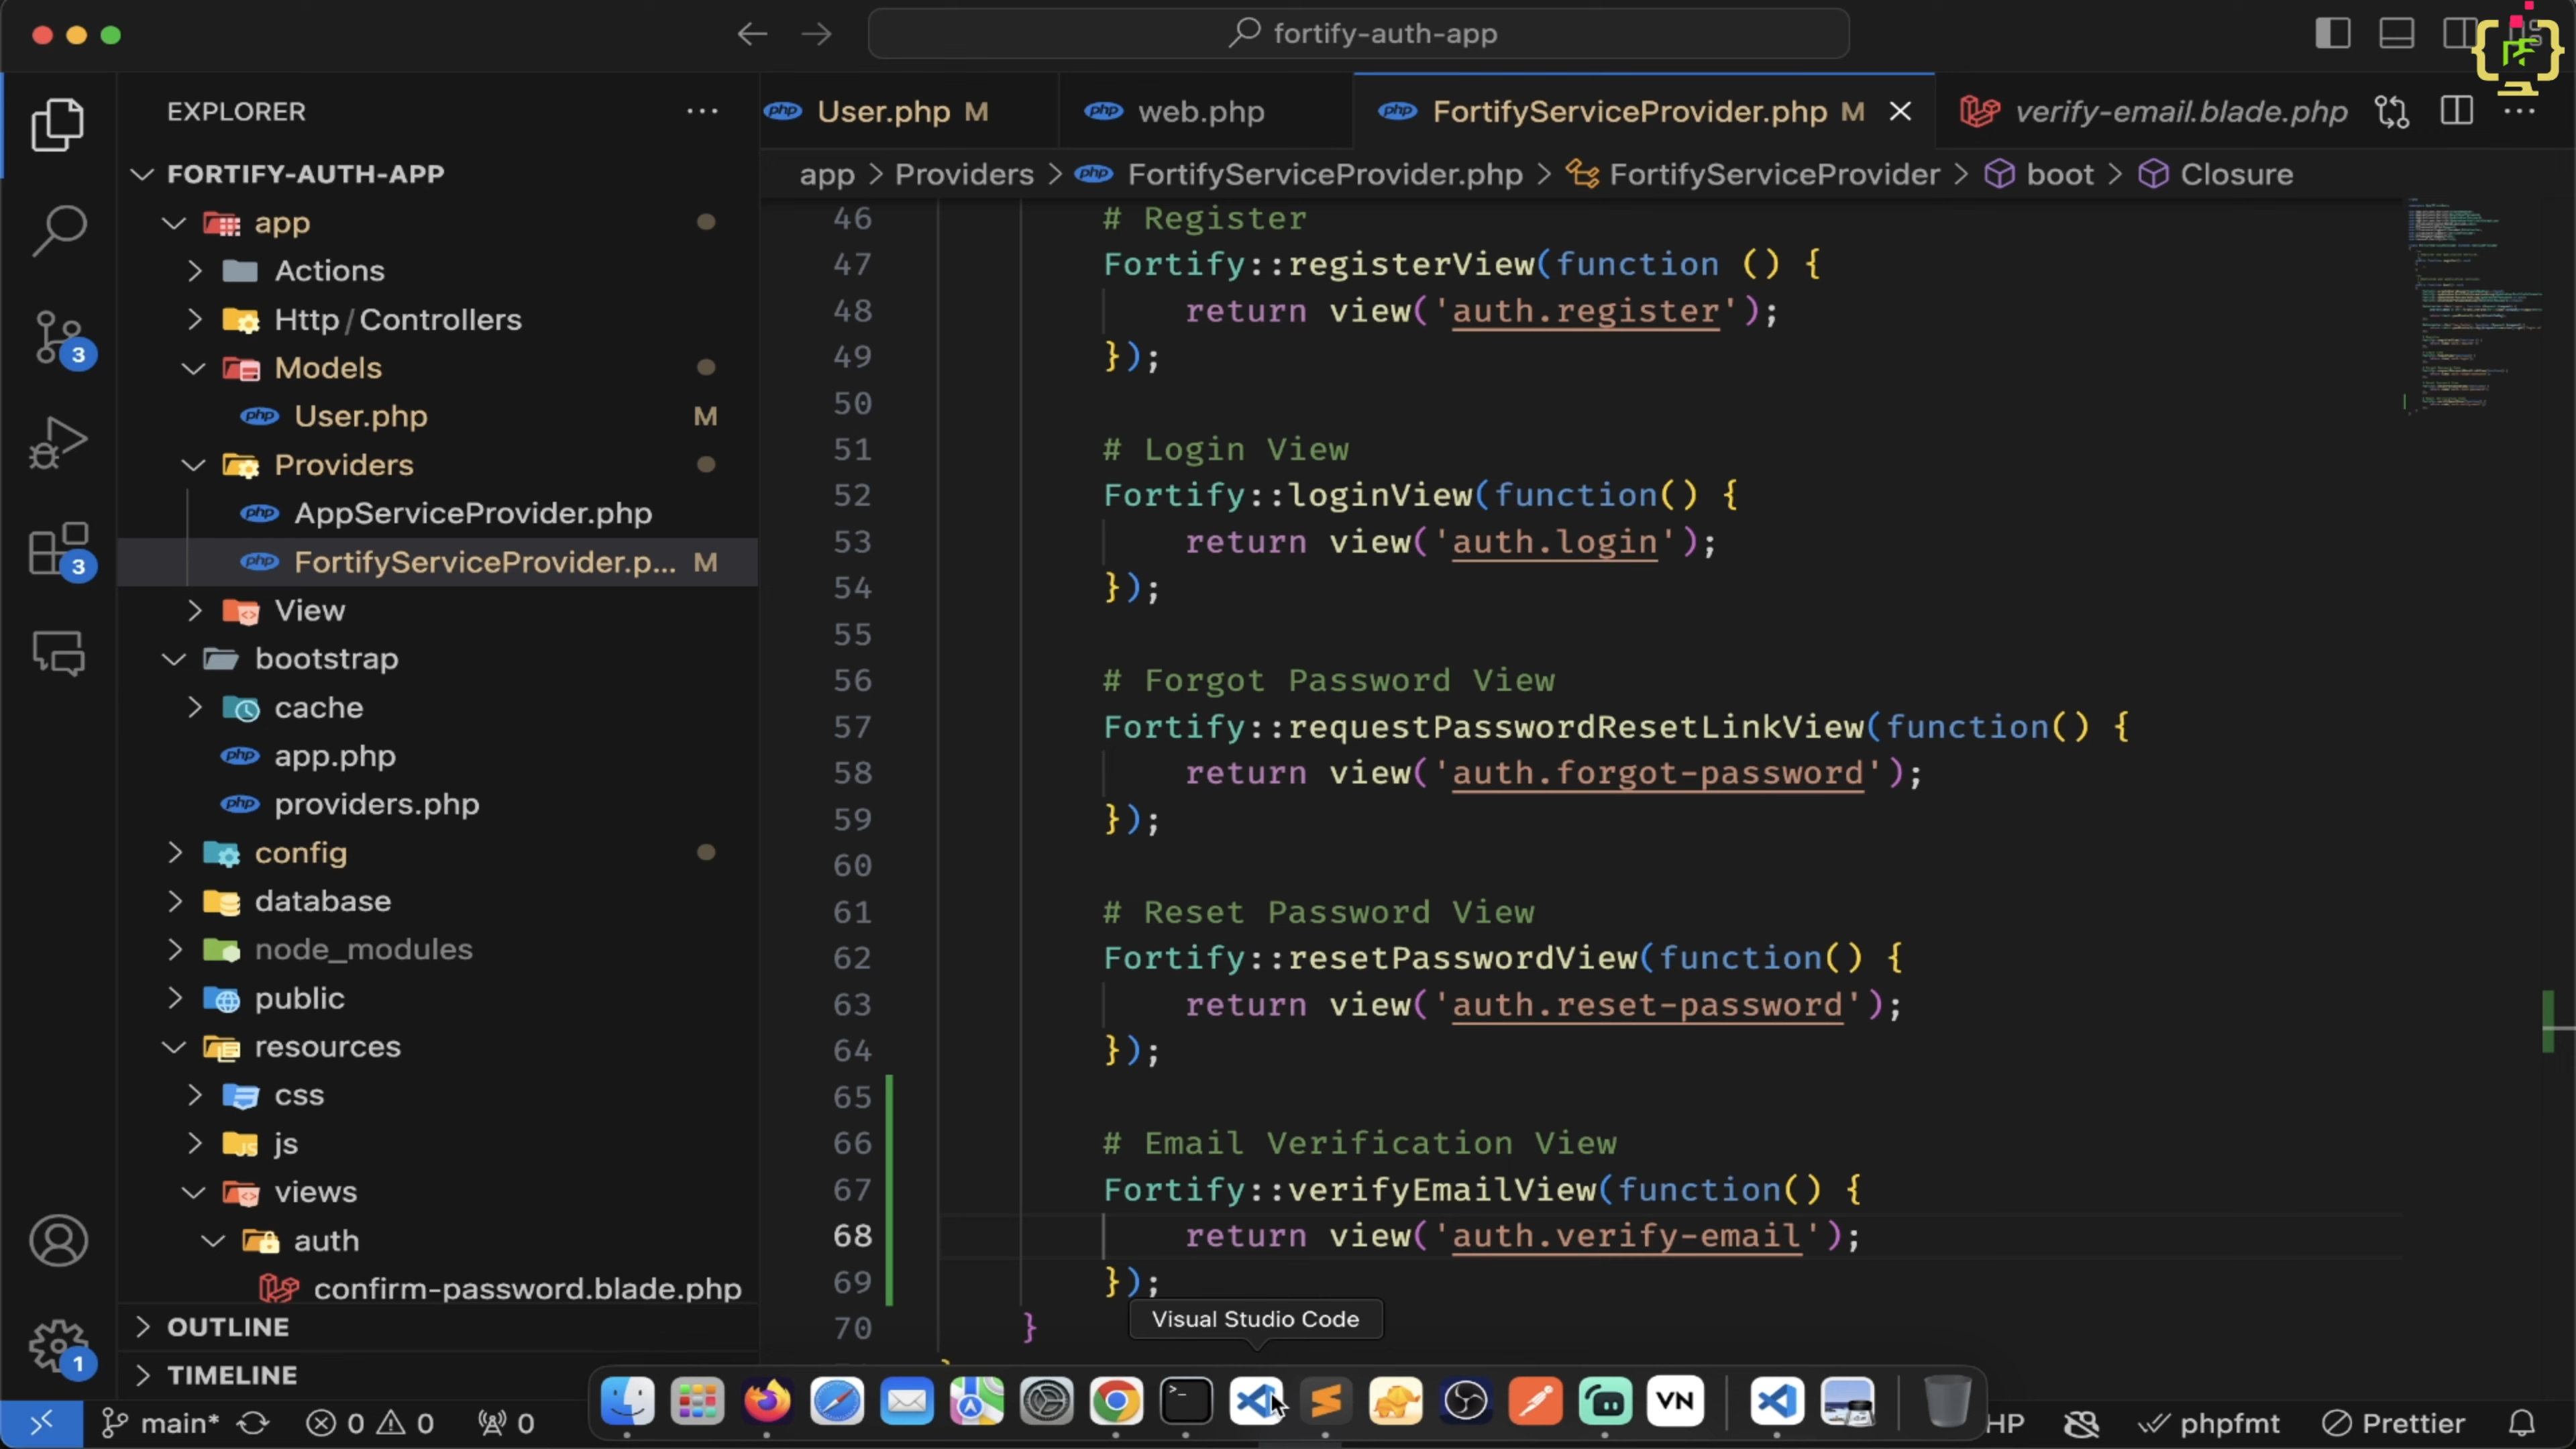 fortify-auth-app
EXPLORER
User.php M
web.php
FortifyServiceProvider.php M
verify-email.blade.php
FORTIFY-AUTH-APP
app > Providers > FortifyServiceProvider.php > FortifyServiceProvider > boot > Closure
app
Actions
Http/Controllers
Models
User.php M
Providers
AppServiceProvider.php
FortifyServiceProvider.p... M
View
bootstrap
cache
app.php
providers.php
config
database
node_modules
public
resources
css
js
views
auth
confirm-password.blade.php
OUTLINE
TIMELINE
46 # Register
47 Fortify::registerView(function () {
48 return view('auth.register');
49 });
50
51 # Login View
52 Fortify::loginView(function() {
53 return view('auth.login');
54 });
55
56 # Forgot Password View
57 Fortify::requestPasswordResetLinkView(function() {
58 return view('auth.forgot-password');
59 });
60
61 # Reset Password View
62 Fortify::resetPasswordView(function() {
63 return view('auth.reset-password');
64 });
65
66 # Email Verification View
67 Fortify::verifyEmailView(function() {
68 return view('auth.verify-email');
69 });
70 }
3
3
1
Visual Studio Code
VN
main* 0 0 0
HP
phpfmt
Prettier